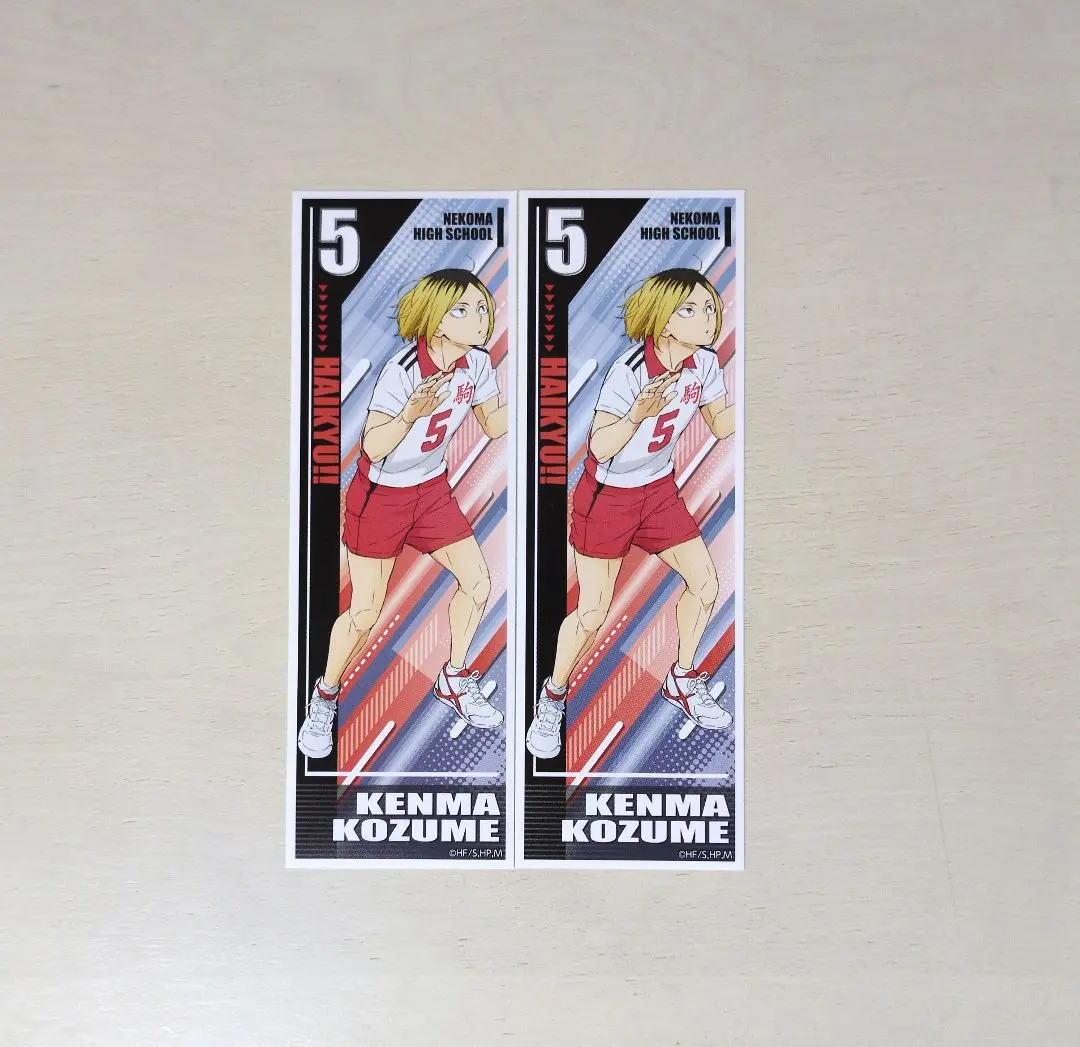 5
NEKOMA
HIGH SCHOOL
HAIKYU!!
駒
5
KENMA
KOZUME
©HF/S,HP,M
5
NEKOMA
HIGH SCHOOL
HAIKYU!!
駒
5
KENMA
KOZUME
©HF/S,HP,M